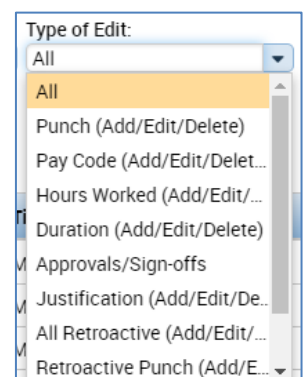 Type of Edit:
All
All
Punch (Add/Edit/Delete)
Pay Code (Add/Edit/Delet...
Hours Worked (Add/Edit/...
Duration (Add/Edit/Delete)
Approvals/Sign-offs
Justification (Add/Edit/De...
All Retroactive (Add/Edit/...
Retroactive Punch (Add/E...